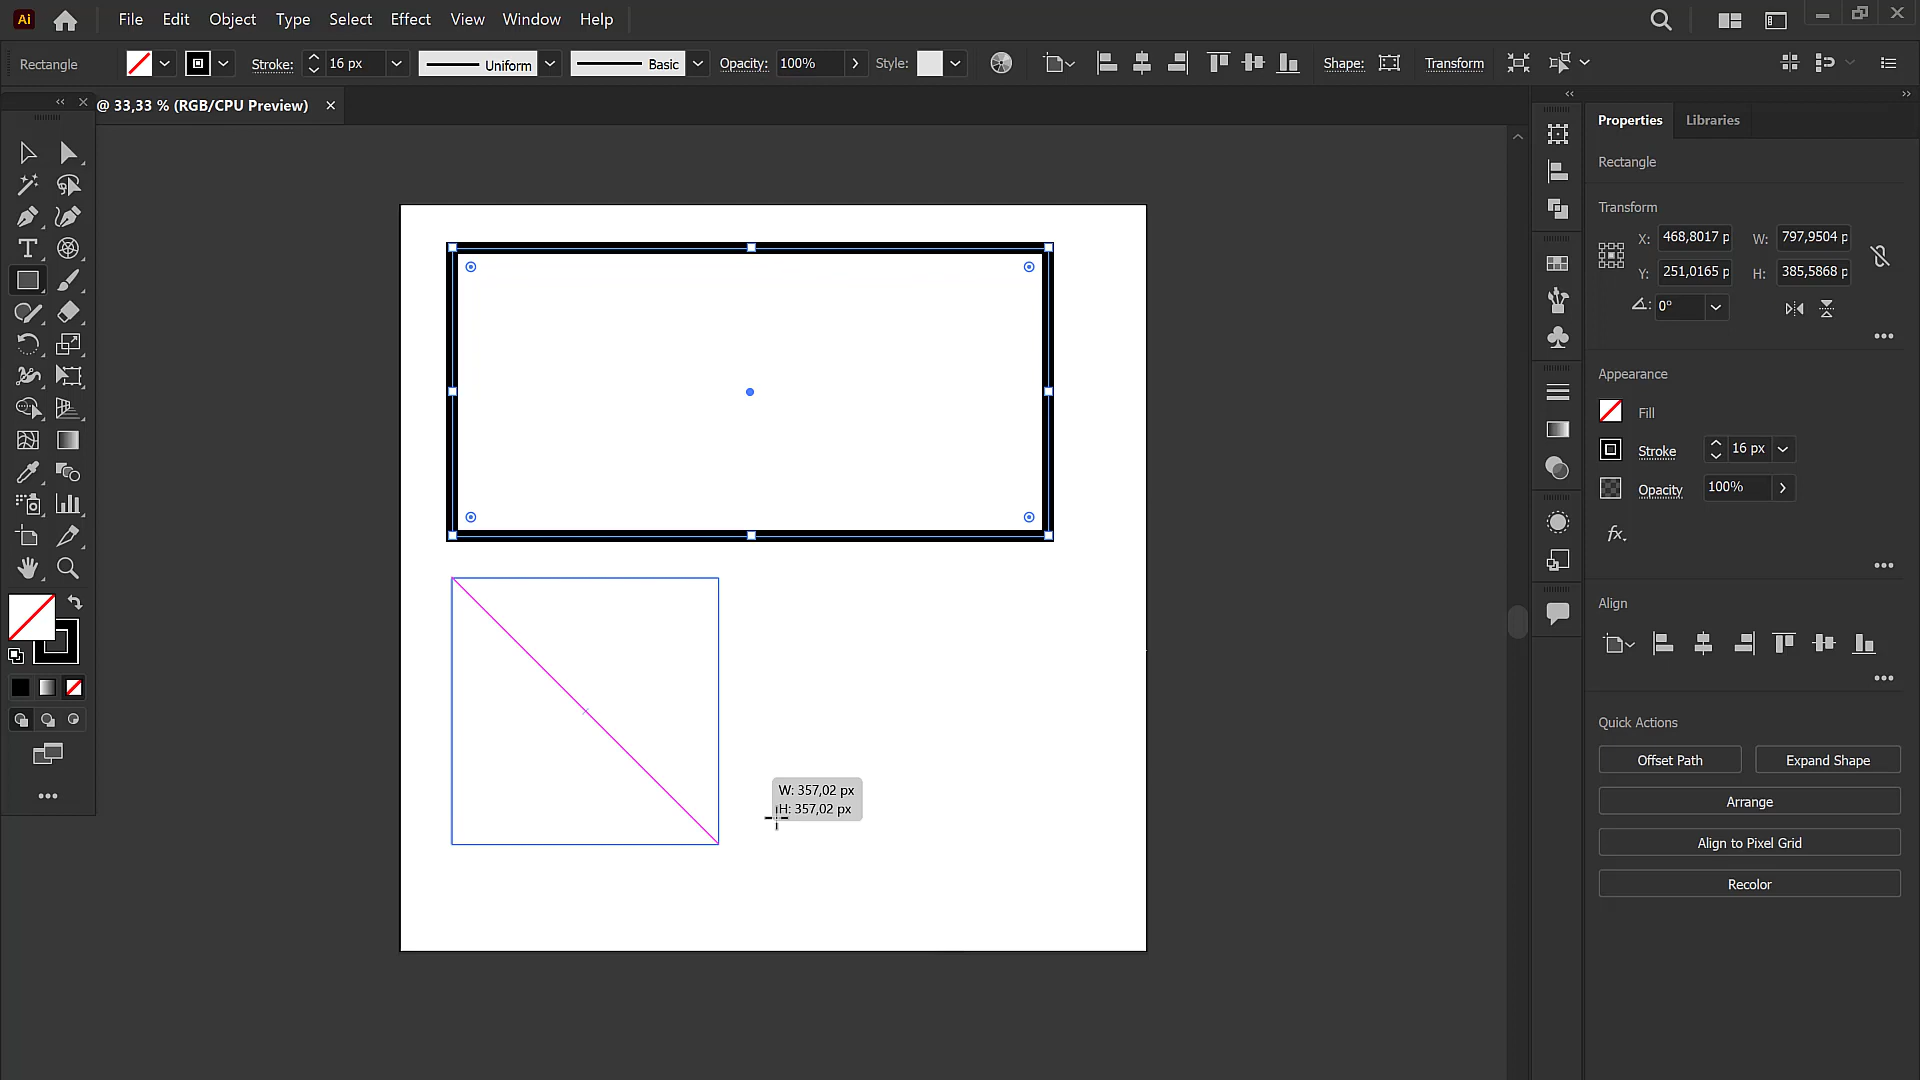 Ai File Edit Object Type Select Effect View Window Help
Rectangle Stroke: 16 px Uniform Basic Opacity: 100% Style: Shape: Transform
@ 33,33 % (RGB/CPU Preview)
Properties Libraries
Rectangle
Transform
X: 468,8017 p W: 797,9504 p
Y: 251,0165 p H: 385,5868 p
0°
Appearance
Fill
Stroke 16 px
Opacity 100%
fx
Align
Quick Actions
Offset Path Expand Shape
Arrange
Align to Pixel Grid
Recolor
W: 357,02 px
H: 357,02 px